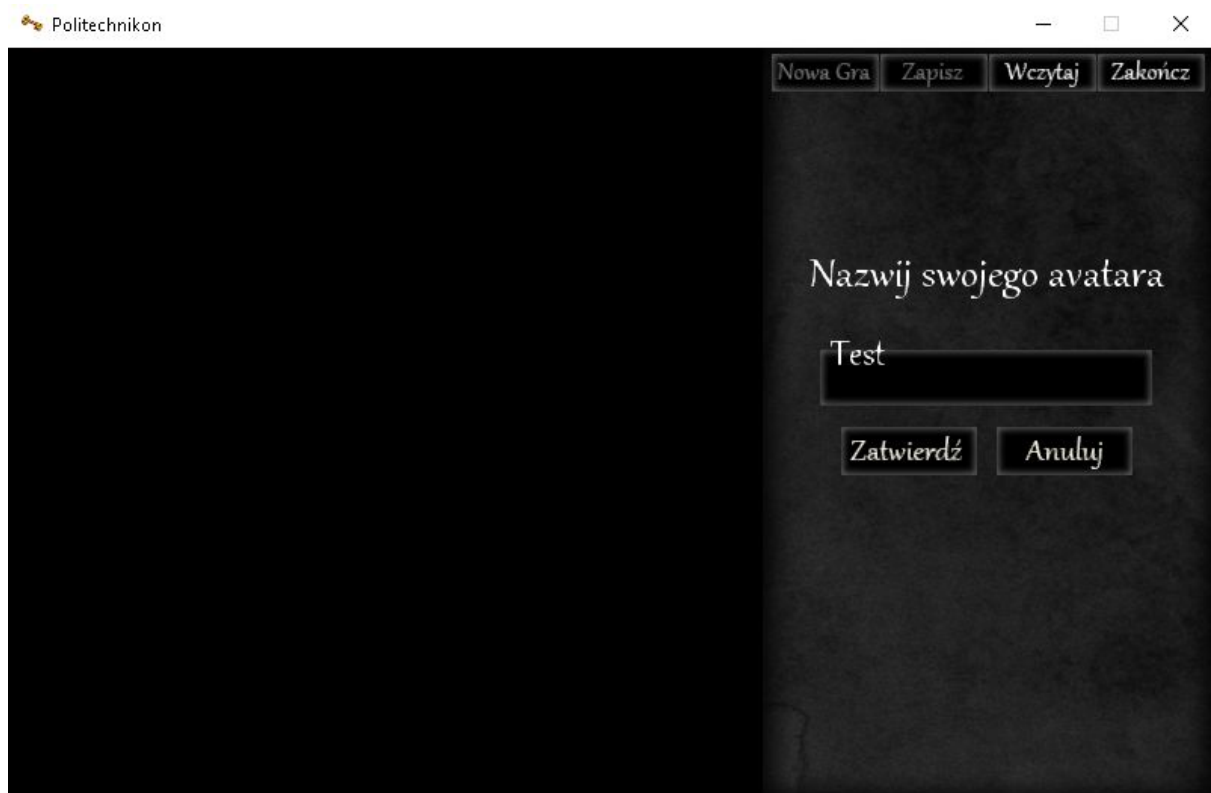 Politechnikon
Nowa Gra Zapisz Wczytaj Zakończ
Nazwij swojego avatara
Test
Zatwierdź Anuluj